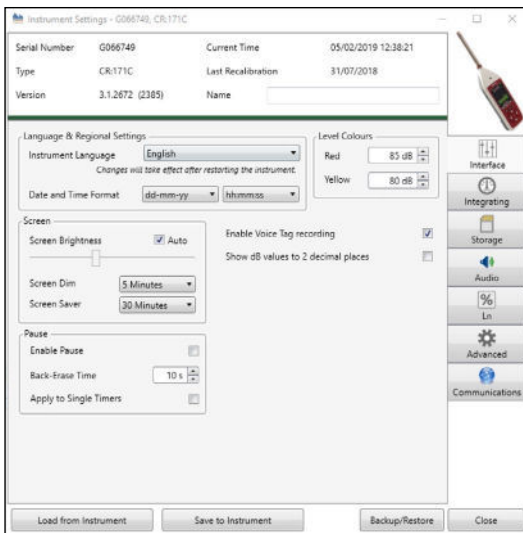 Instrument Settings - G066749, CR:171C
Serial Number G066749 Current Time 05/02/2019 12:38:21
Type CR:171C Last Recalibration 31/07/2018
Version 3.1.2672 (2385) Name
Language & Regional Settings
Instrument Language English
Changes will take effect after restarting the instrument.
Date and Time Format dd-mm-yy hh:mm:ss
Level Colours
Red 85 dB
Yellow 80 dB
Screen
Screen Brightness Auto
Screen Dim 5 Minutes
Screen Saver 30 Minutes
Enable Voice Tag recording
Show dB values to 2 decimal places
Pause
Enable Pause
Back-Erase Time 10 s
Apply to Single Timers
Interface
Integrating
Storage
Audio
%
Ln
Advanced
Communications
Load from Instrument Save to Instrument Backup/Restore Close